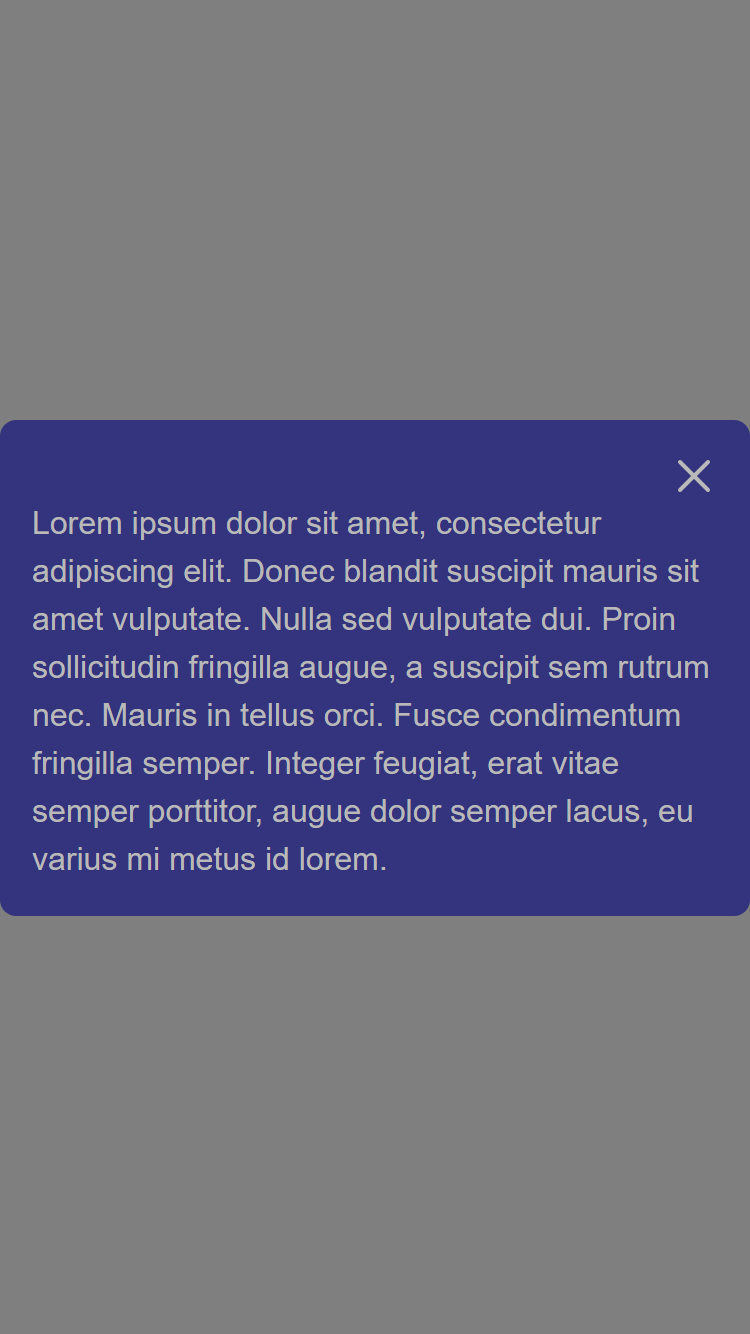 Lorem ipsum dolor sit amet, consectetur
adipiscing elit. Donec blandit suscipit mauris sit
amet vulputate. Nulla sed vulputate dui. Proin
sollicitudin fringilla augue, a suscipit sem rutrum
nec. Mauris in tellus orci. Fusce condimentum
fringilla semper. Integer feugiat, erat vitae
semper porttitor, augue dolor semper lacus, eu
varius mi metus id lorem.